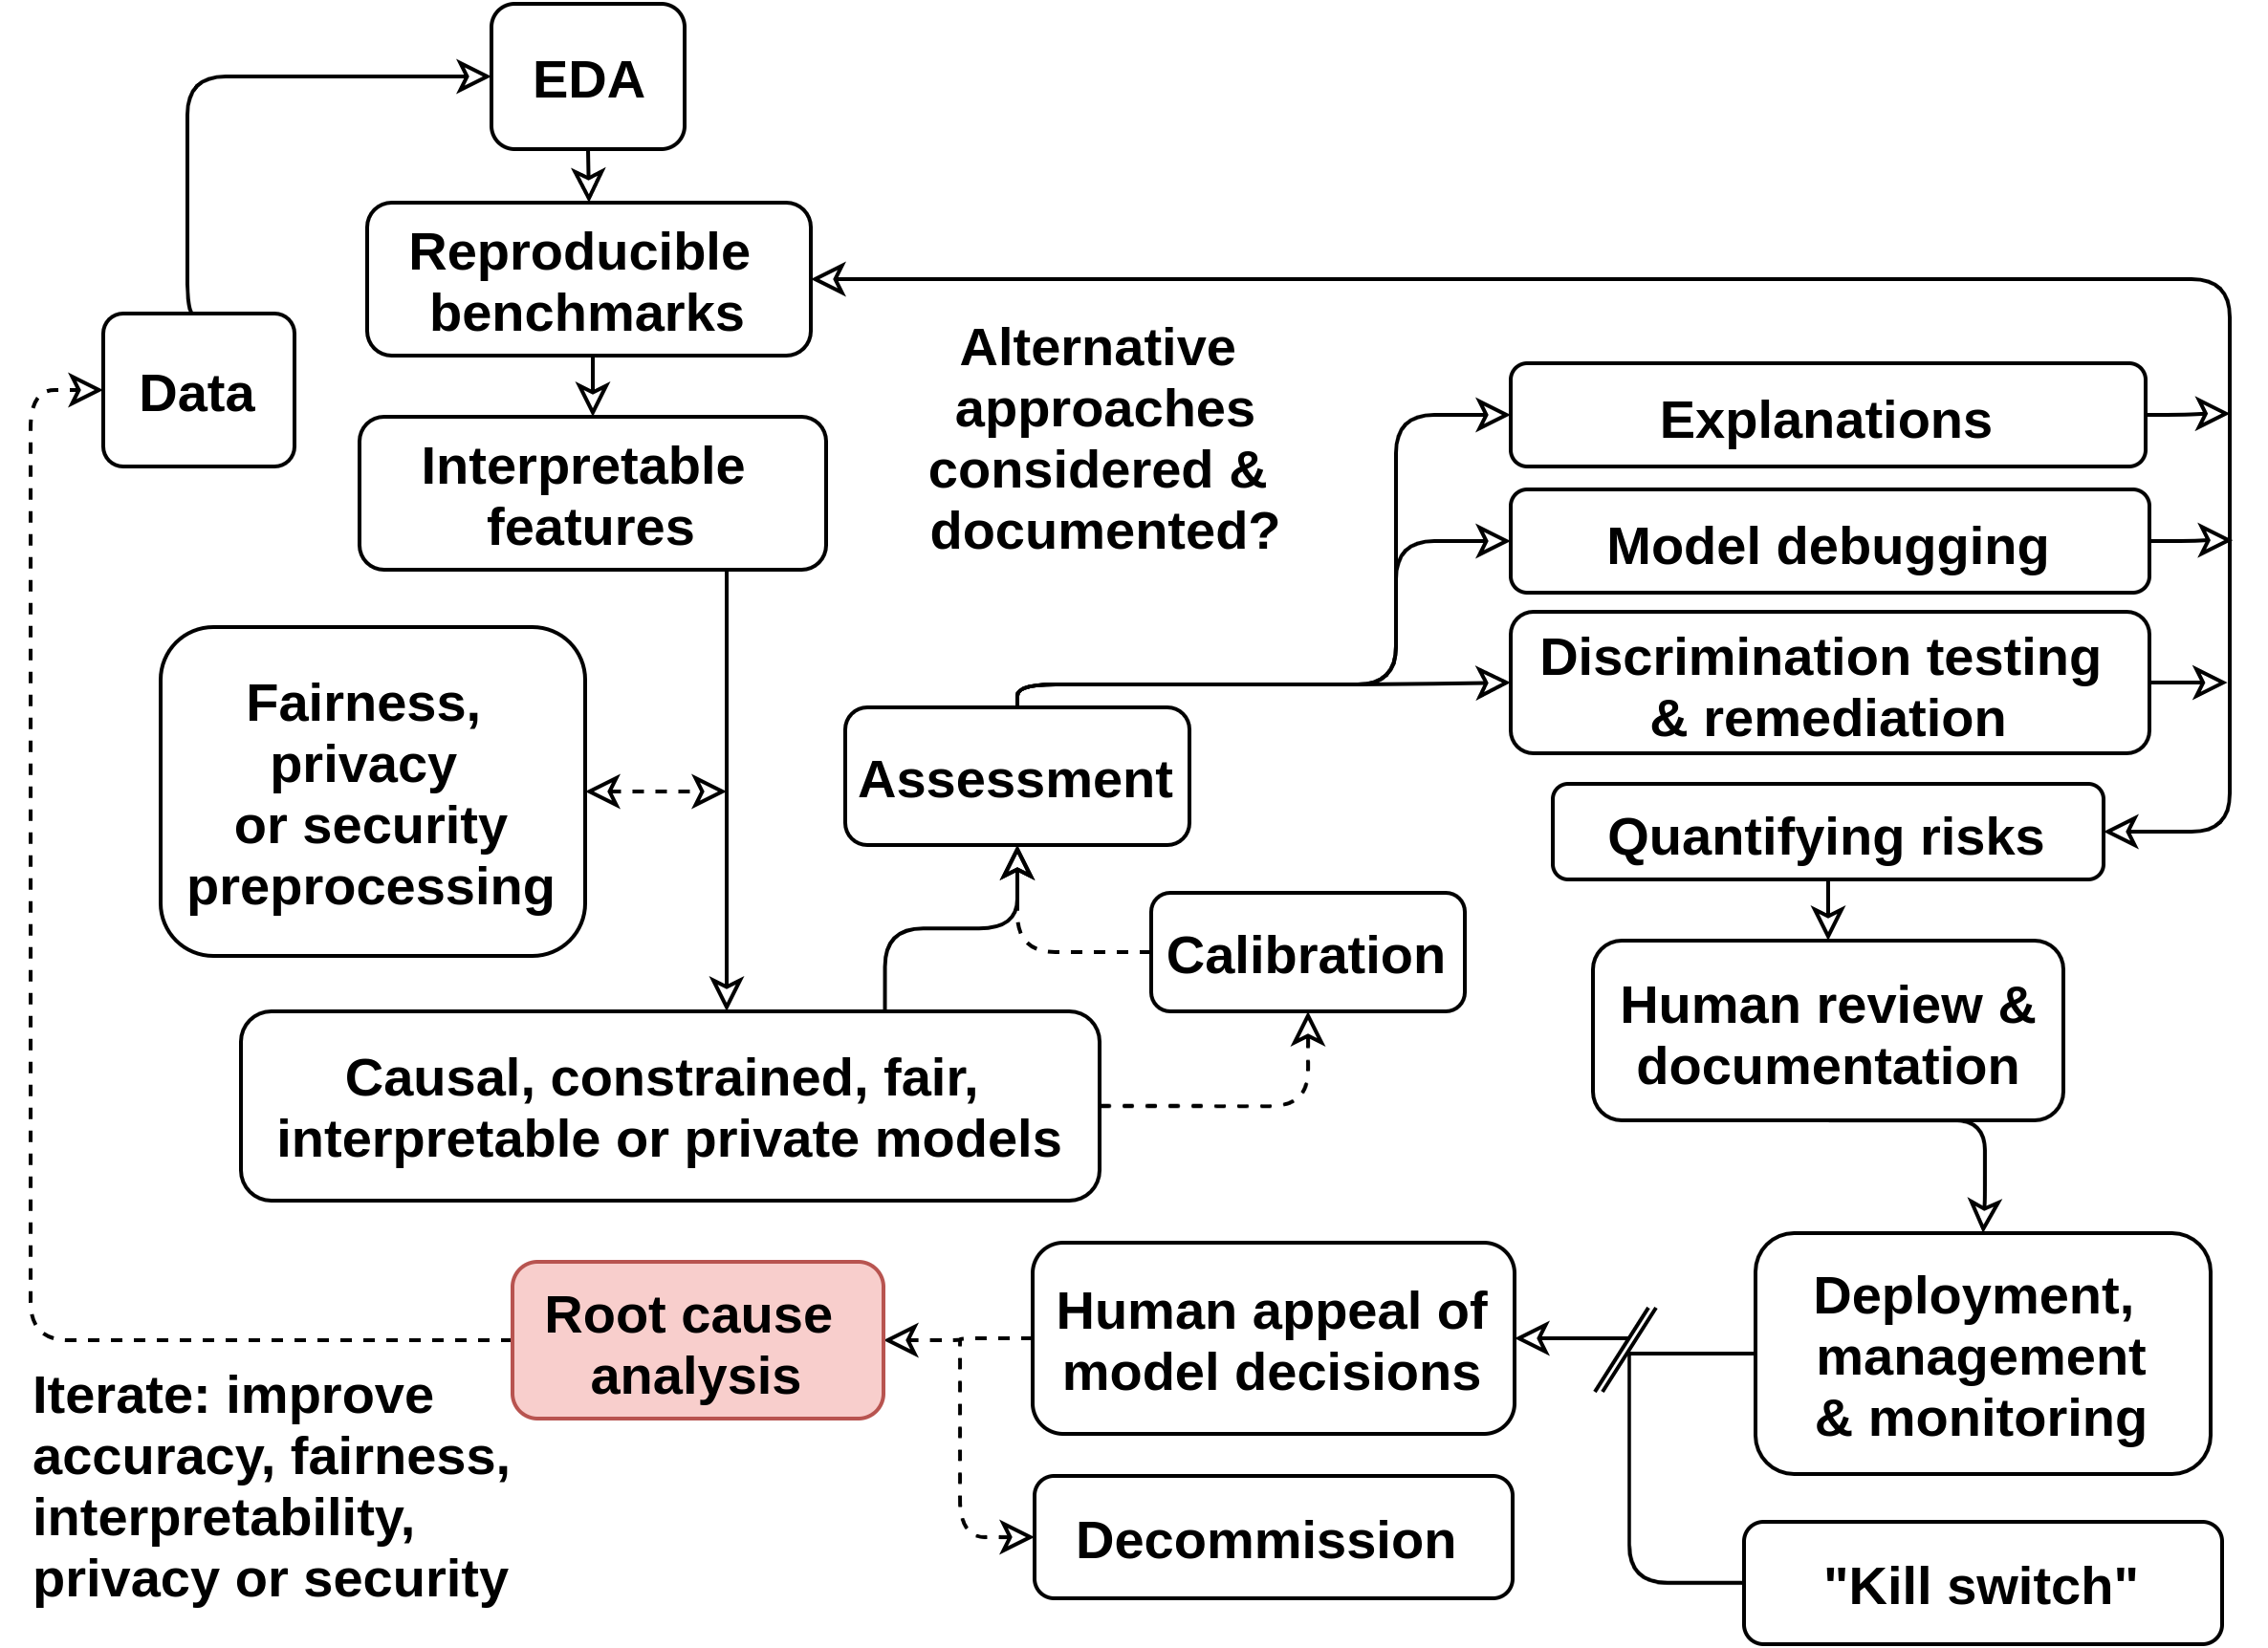 EDA
Reproducible
benchmarks
Data
Interpretable
features
Alternative
approaches
considered &
documented?
Explanations
Model debugging
Discrimination testing
& remediation
Fairness,
privacy
or security
preprocessing
Assessment
Quantifying risks
Calibration
Human review &
documentation
Causal, constrained, fair,
interpretable or private models
Root cause
analysis
Human appeal of
model decisions
Deployment,
management
& monitoring
Iterate: improve
accuracy, fairness,
interpretability,
privacy or security
Decommission
"Kill switch"